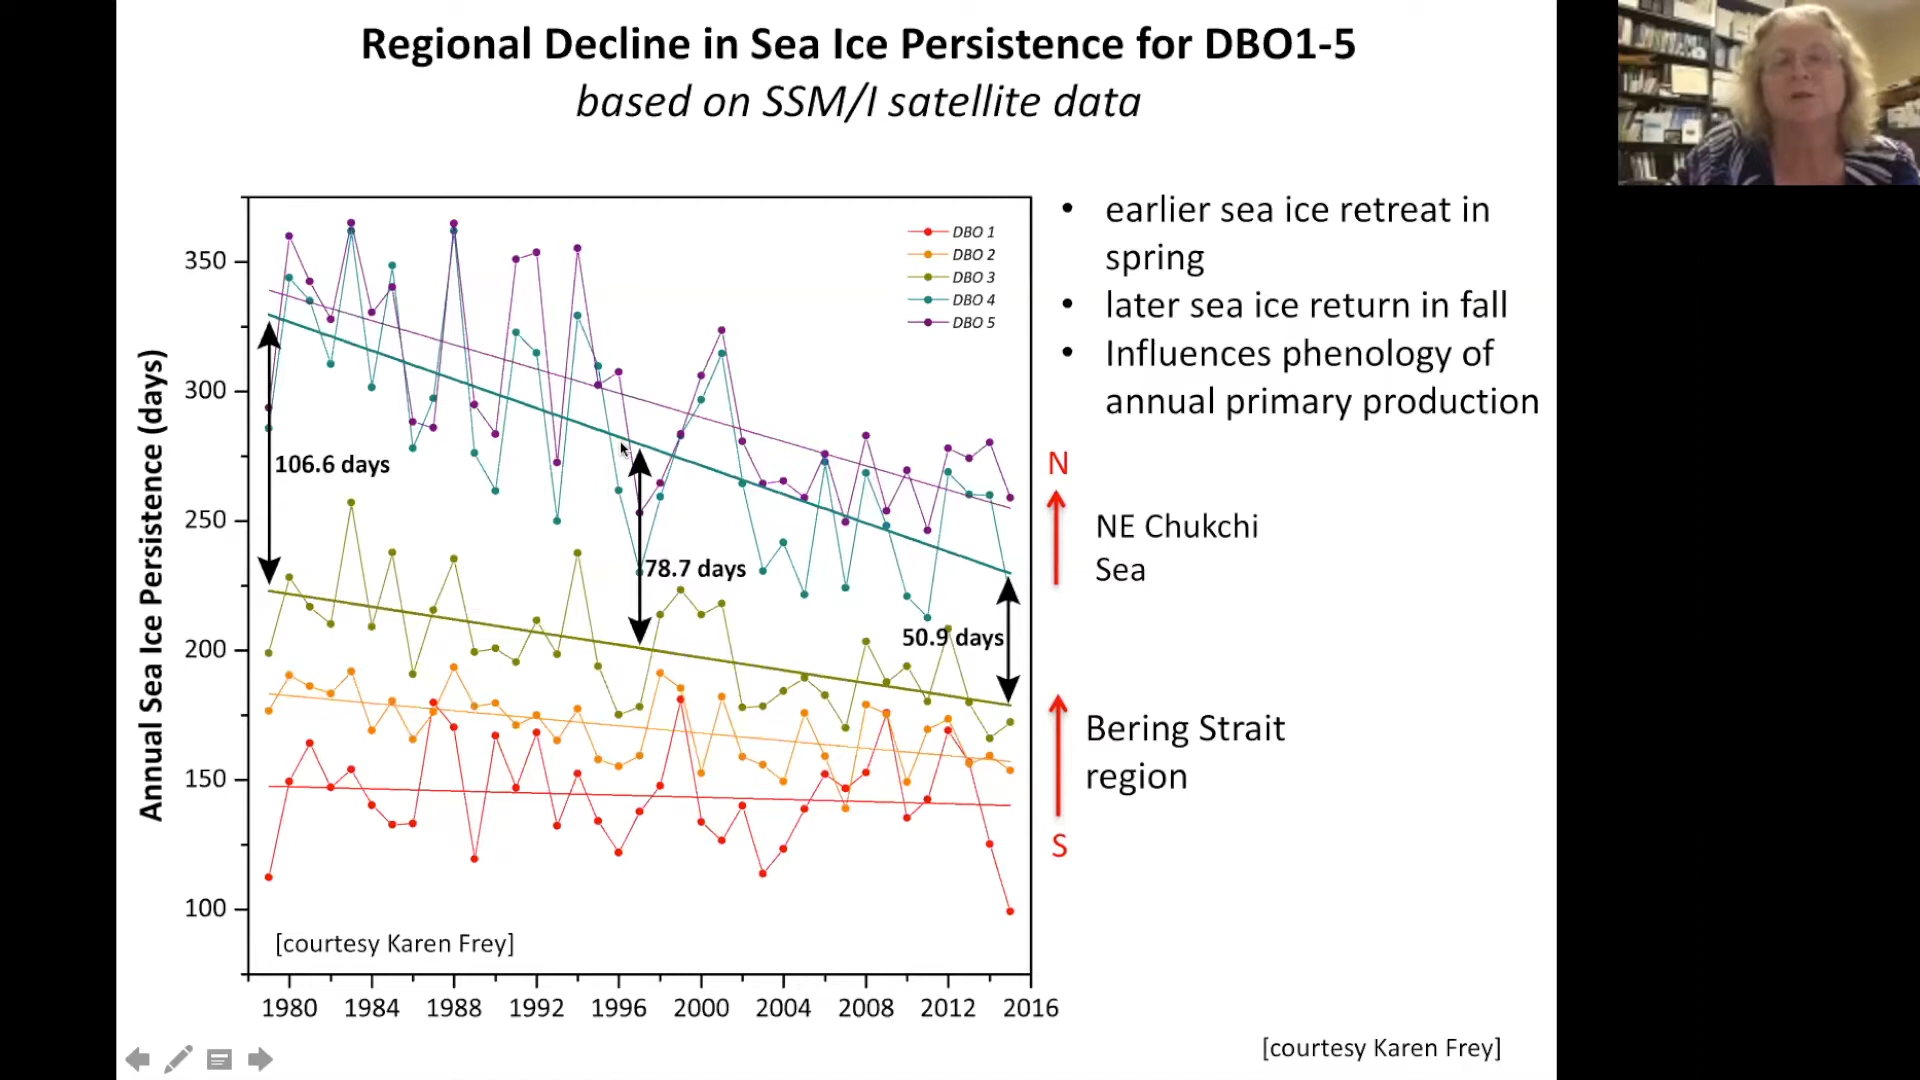 Regional Decline in Sea Ice Persistence for DBO1-5
based on SSM/I satellite data
Annual Sea Ice Persistence (days)
350
300
250
200
150
100
DBO 1
DBO 2
DBO 3
DBO 4
DBO 5
106.6 days
78.7 days
50.9 days
[courtesy Karen Frey]
1980 1984 1988 1992 1996 2000 2004 2008 2012 2016
• earlier sea ice retreat in
spring
• later sea ice return in fall
• Influences phenology of
annual primary production
N
NE Chukchi
Sea
Bering Strait
region
S
[courtesy Karen Frey]